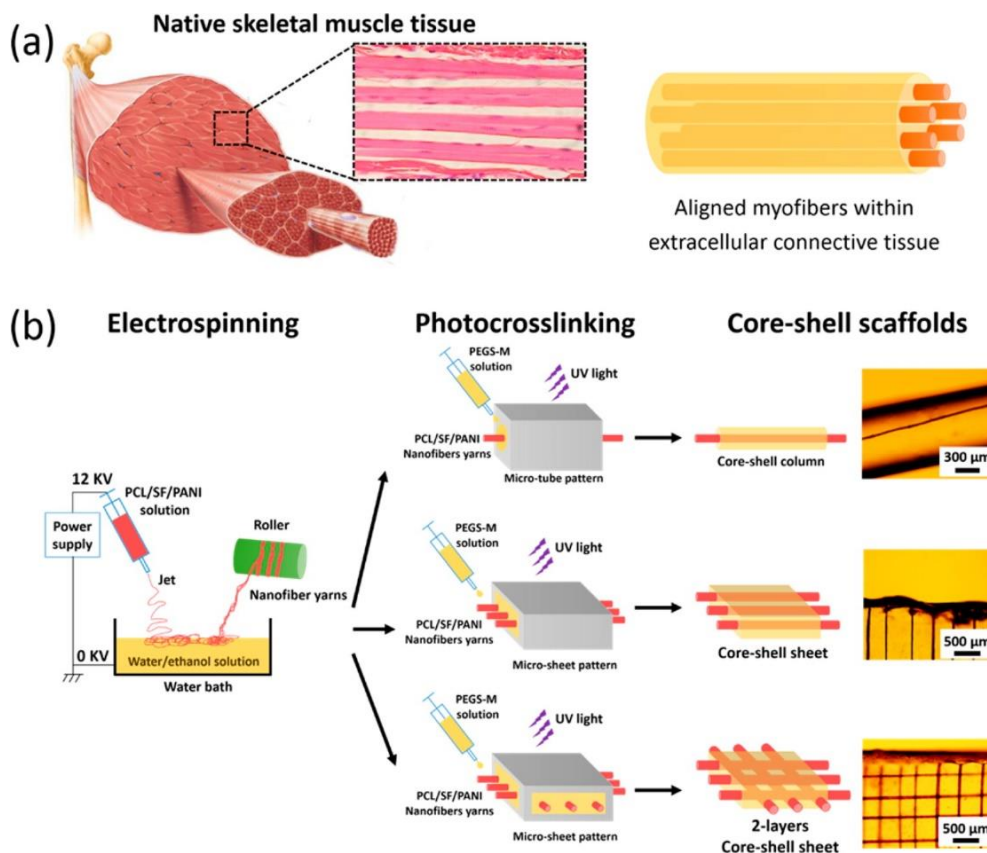 (a)
Native skeletal muscle tissue
Aligned myofibers within
extracellular connective tissue
(b)
Electrospinning
Photocrosslinking
Core-shell scaffolds
12 KV
PCL/SF/PANI
solution
Power
supply
Jet
Roller
Nanofiber yarns
0 KV
Water/ethanol solution
Water bath
PEGS-M
solution
UV light
PCL/SF/PANI
Nanofibers yarns
Micro-tube pattern
Core-shell column
300 μm
PEGS-M
solution
UV light
PCL/SF/PANI
Nanofibers yarns
Micro-sheet pattern
Core-shell sheet
500 μm
PEGS-M
solution
UV light
PCL/SF/PANI
Nanofibers yarns
Micro-sheet pattern
2-layers
Core-shell sheet
500 μm